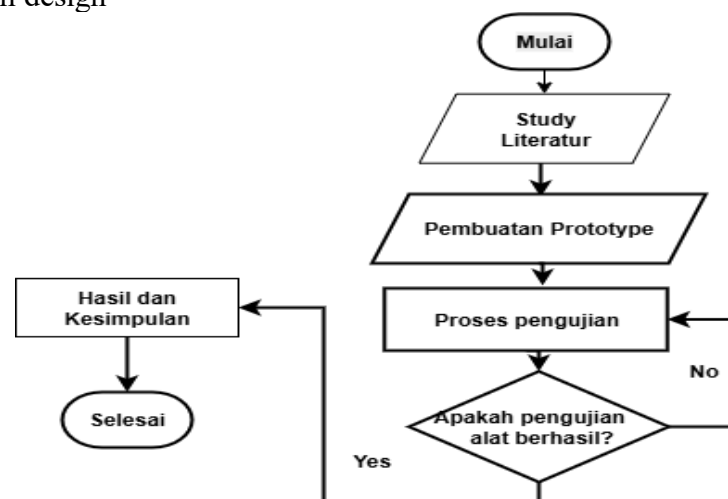 design
Mulai
Study
Literatur
Pembuatan Prototype
Proses pengujian
No
Apakah pengujian
alat berhasil?
Yes
Hasil dan
Kesimpulan
Selesai